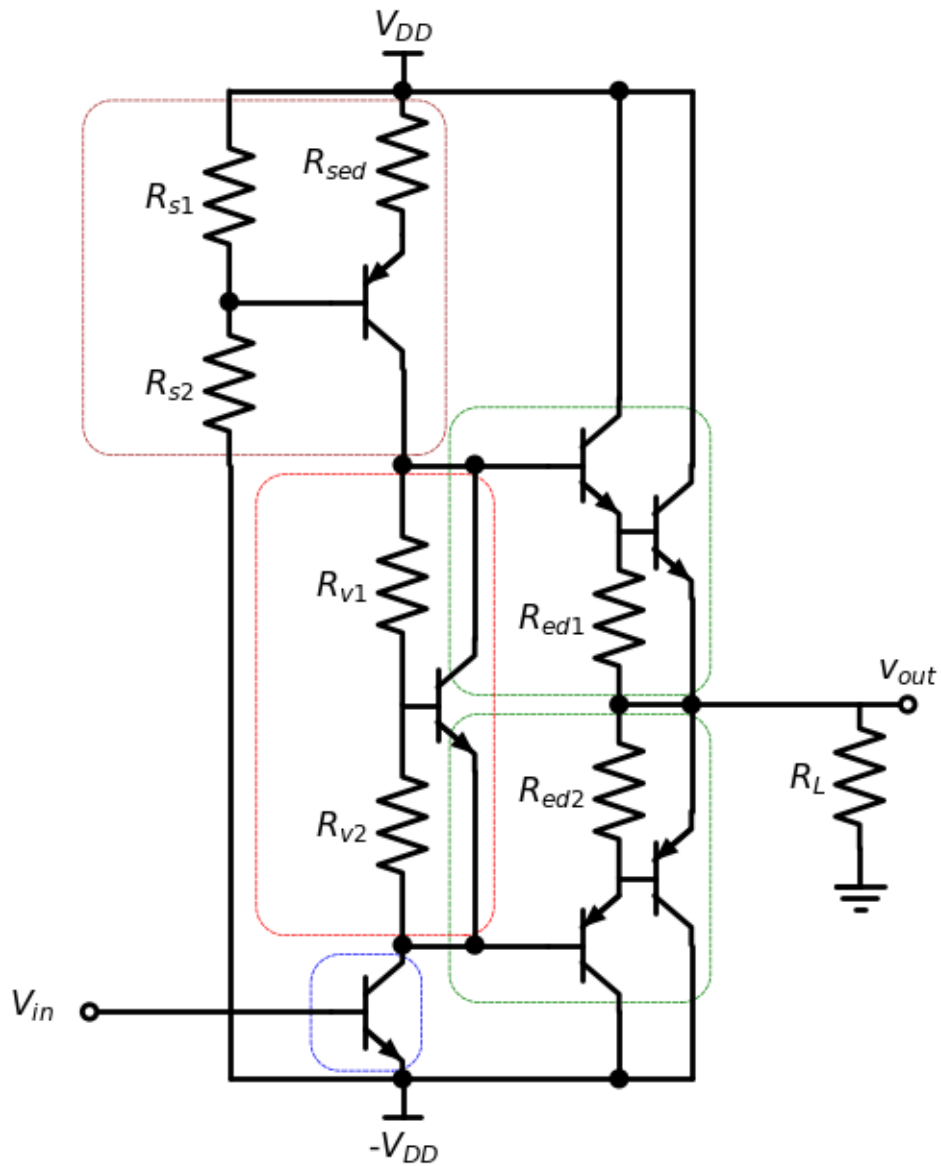 V_DD
R_sed
R_s1
R_s2
R_v1
R_ed1
v_out
R_L
R_ed2
R_v2
V_in
-V_DD